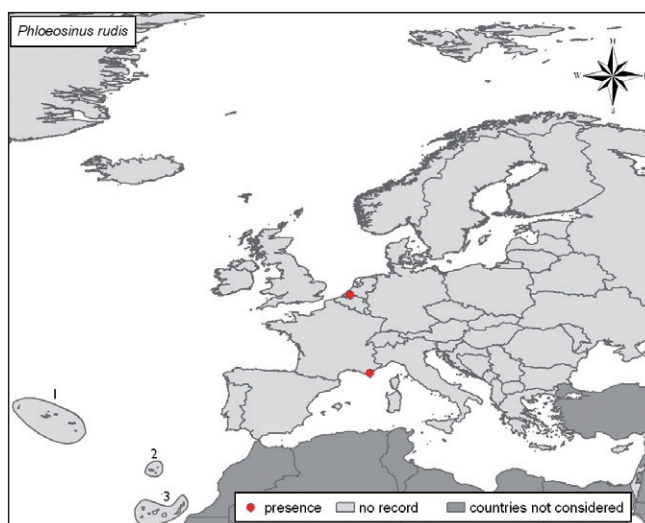 Phloeosinus rudis
N
W
E
S
1
2
3
presence
no record
countries not considered